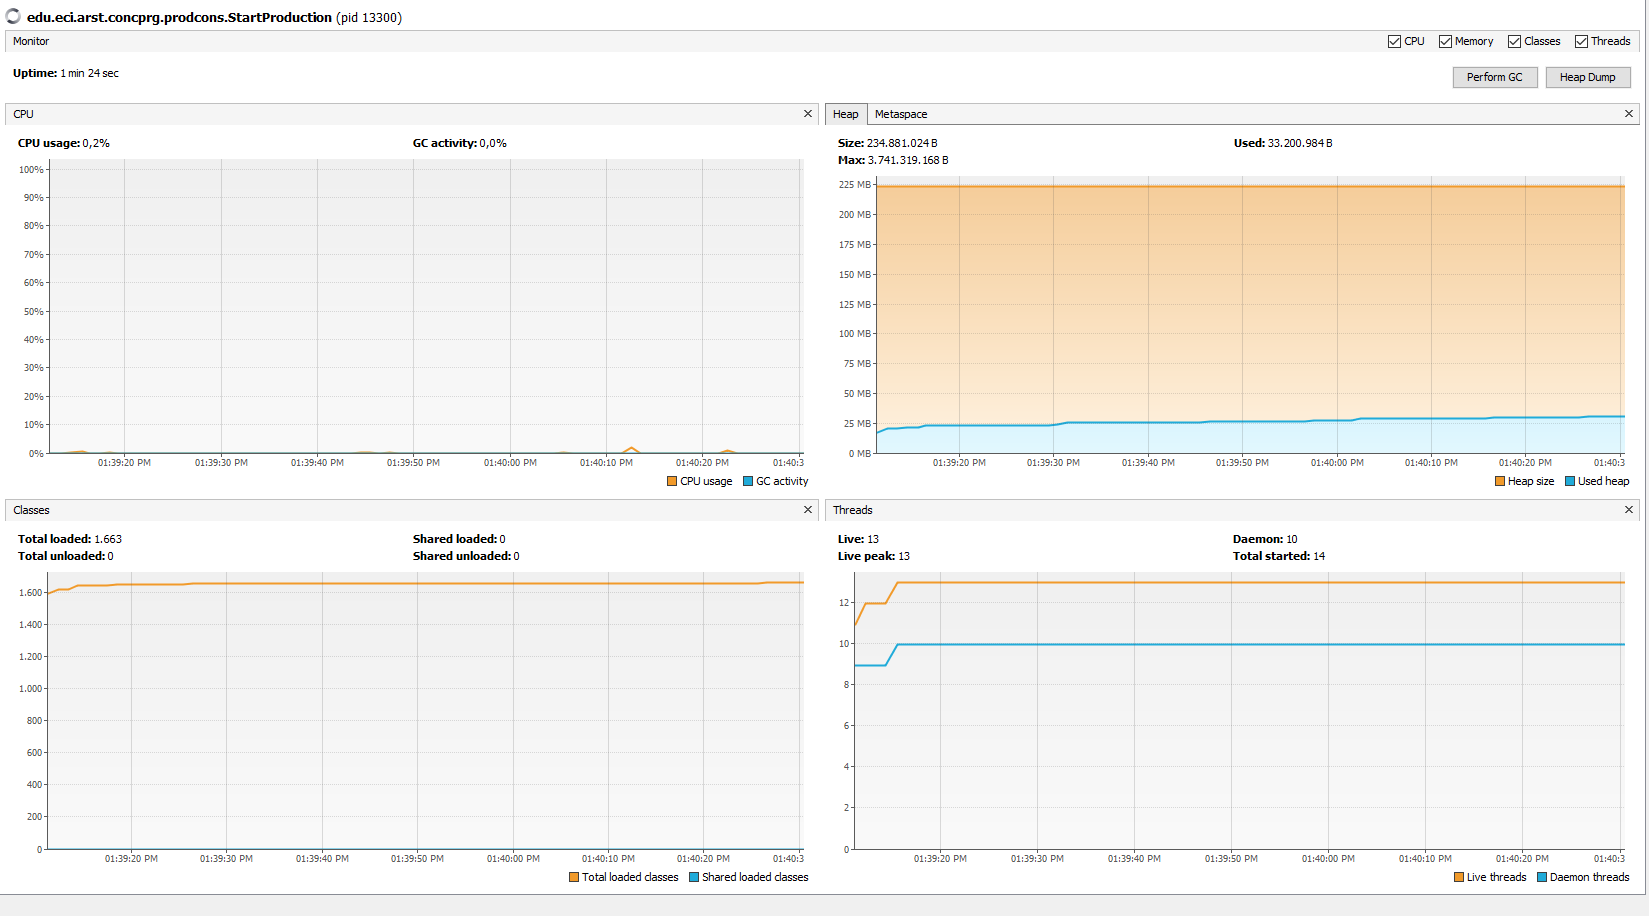 edu.eci.arst.concprg.prodcons.StartProduction (pid 13300)
Monitor
CPU Memory Classes Threads
Uptime: 1 min 24 sec
Perform GC Heap Dump
CPU
CPU usage: 0,2% GC activity: 0,0%
100%
90%
80%
70%
60%
50%
40%
30%
20%
10%
0%
01:39:20 PM 01:39:30 PM 01:39:40 PM 01:39:50 PM 01:40:00 PM 01:40:10 PM 01:40:20 PM 01:40:3
CPU usage GC activity
Heap Metaspace
Size: 234.881.024 B Used: 33.200.984 B
Max: 3.741.319.168 B
225 MB
200 MB
175 MB
150 MB
125 MB
100 MB
75 MB
50 MB
25 MB
0 MB
01:39:20 PM 01:39:30 PM 01:39:40 PM 01:39:50 PM 01:40:00 PM 01:40:10 PM 01:40:20 PM 01:40:3
Heap size Used heap
Classes
Total loaded: 1.663 Shared loaded: 0
Total unloaded: 0 Shared unloaded: 0
1.600
1.400
1.200
1.000
800
600
400
200
0
01:39:20 PM 01:39:30 PM 01:39:40 PM 01:39:50 PM 01:40:00 PM 01:40:10 PM 01:40:20 PM 01:40:3
Total loaded classes Shared loaded classes
Threads
Live: 13 Daemon: 10
Live peak: 13 Total started: 14
12
10
8
6
4
2
0
01:39:20 PM 01:39:30 PM 01:39:40 PM 01:39:50 PM 01:40:00 PM 01:40:10 PM 01:40:20 PM 01:40:3
Live threads Daemon threads